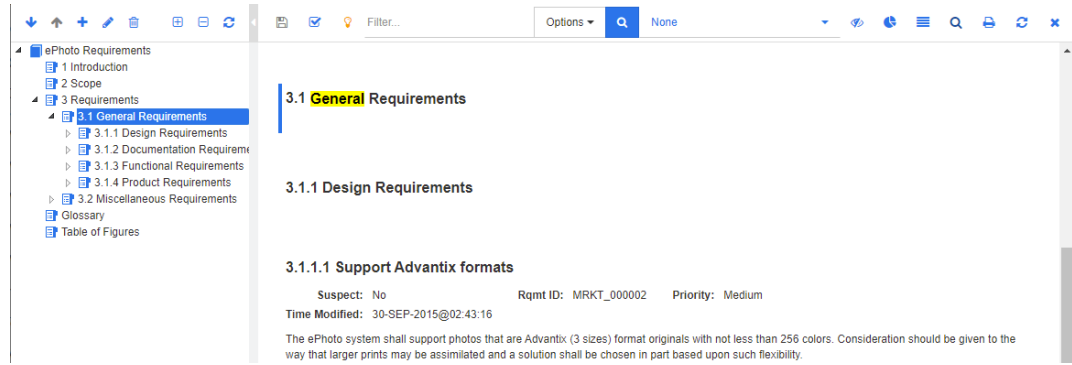 Filter...
Options
None
ePhoto Requirements
1 Introduction
2 Scope
3 Requirements
3.1 General Requirements
3.1.1 Design Requirements
3.1.2 Documentation Requireme
3.1.3 Functional Requirements
3.1.4 Product Requirements
3.2 Miscellaneous Requirements
Glossary
Table of Figures
3.1 General Requirements
3.1.1 Design Requirements
3.1.1.1 Support Advantix formats
Suspect: No Rqmt ID: MRKT_000002 Priority: Medium
Time Modified: 30-SEP-2015@02:43:16
The ePhoto system shall support photos that are Advantix (3 sizes) format originals with not less than 256 colors. Consideration should be given to the
way that larger prints may be assimilated and a solution shall be chosen in part based upon such flexibility.